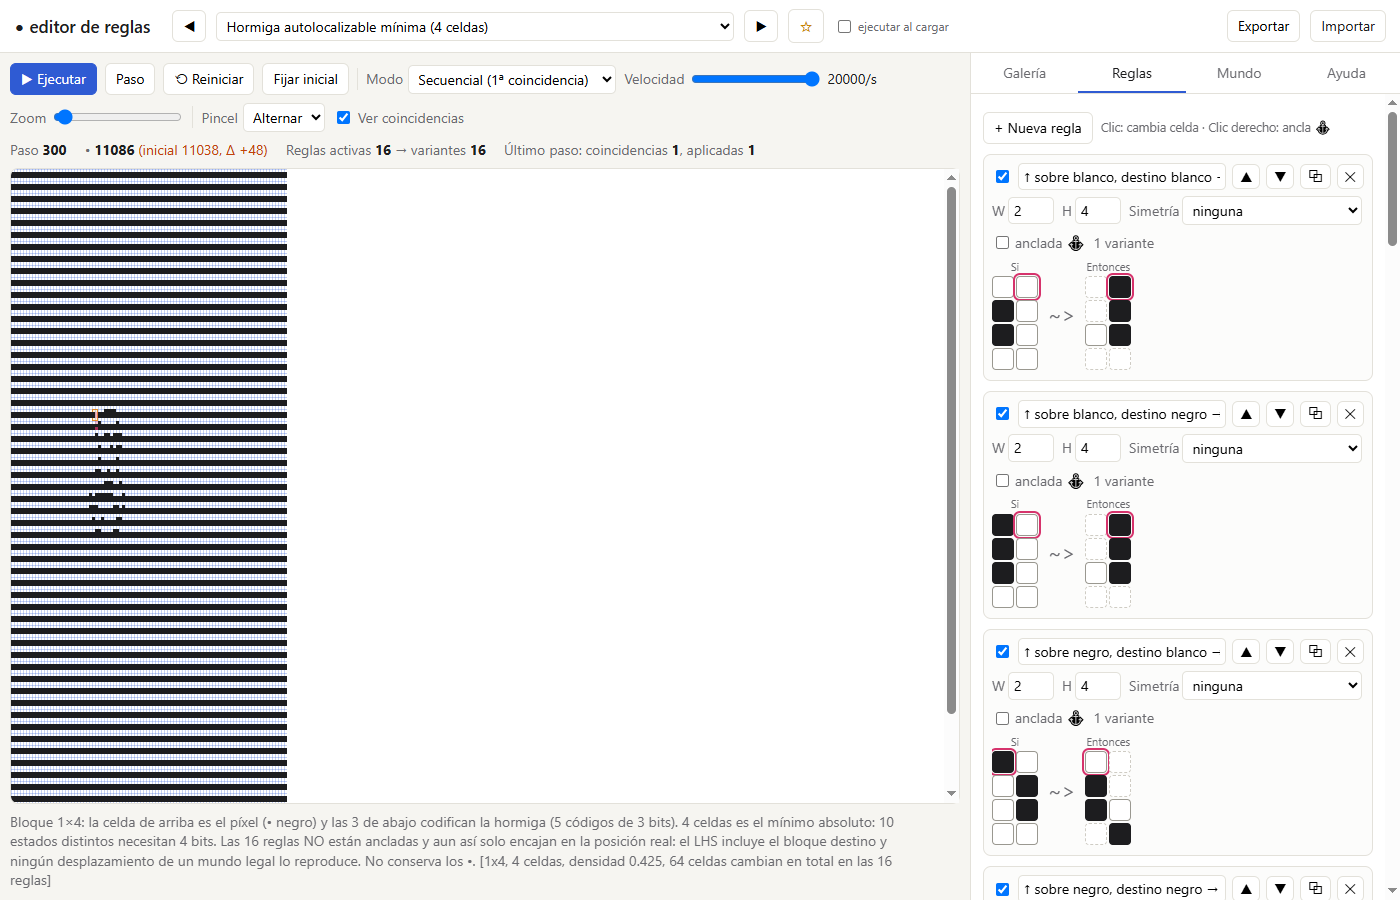 • editor de reglas
◀
Hormiga autolocalizable mínima (4 celdas)
▶
☆
ejecutar al cargar
Exportar
Importar
▶ Ejecutar
Paso
Reiniciar
Fijar inicial
Modo
Secuencial (1ª coincidencia)
Velocidad
20000/s
Zoom
Pincel
Alternar
Ver coincidencias
Paso 300 • 11086 (inicial 11038, Δ +48) Reglas activas 16 → variantes 16 Último paso: coincidencias 1, aplicadas 1
Bloque 1×4: la celda de arriba es el píxel (• negro) y las 3 de abajo codifican la hormiga (5 códigos de 3 bits). 4 celdas es el mínimo absoluto: 10
estados distintos necesitan 4 bits. Las 16 reglas NO están ancladas y aun así solo encajan en la posición real: el LHS incluye el bloque destino y
ningún desplazamiento de un mundo legal lo reproduce. No conserva los •. [1x4, 4 celdas, densidad 0.425, 64 celdas cambian en total en las 16
reglas]
Galería
Reglas
Mundo
Ayuda
+ Nueva regla
Clic: cambia celda · Clic derecho: ancla ⚓
↑ sobre blanco, destino blanco -
▲ ▼
W 2 H 4 Simetría ninguna
anclada ⚓ 1 variante
Si Entonces
~>
↑ sobre blanco, destino negro –
▲ ▼
W 2 H 4 Simetría ninguna
anclada ⚓ 1 variante
Si Entonces
~>
↑ sobre negro, destino blanco –
▲ ▼
W 2 H 4 Simetría ninguna
anclada ⚓ 1 variante
Si Entonces
~>
↑ sobre negro, destino negro →
▲ ▼